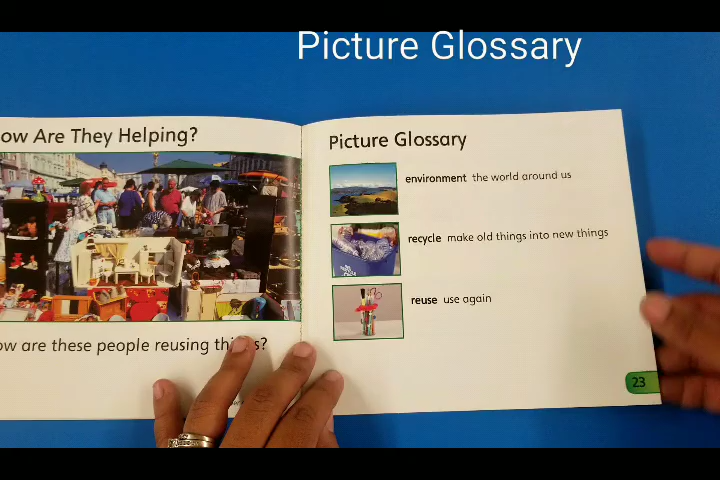 Picture Glossary
ow Are They Helping?
ow are these people reusing things?
Picture Glossary
environment the world around us
recycle make old things into new things
reuse use again
23